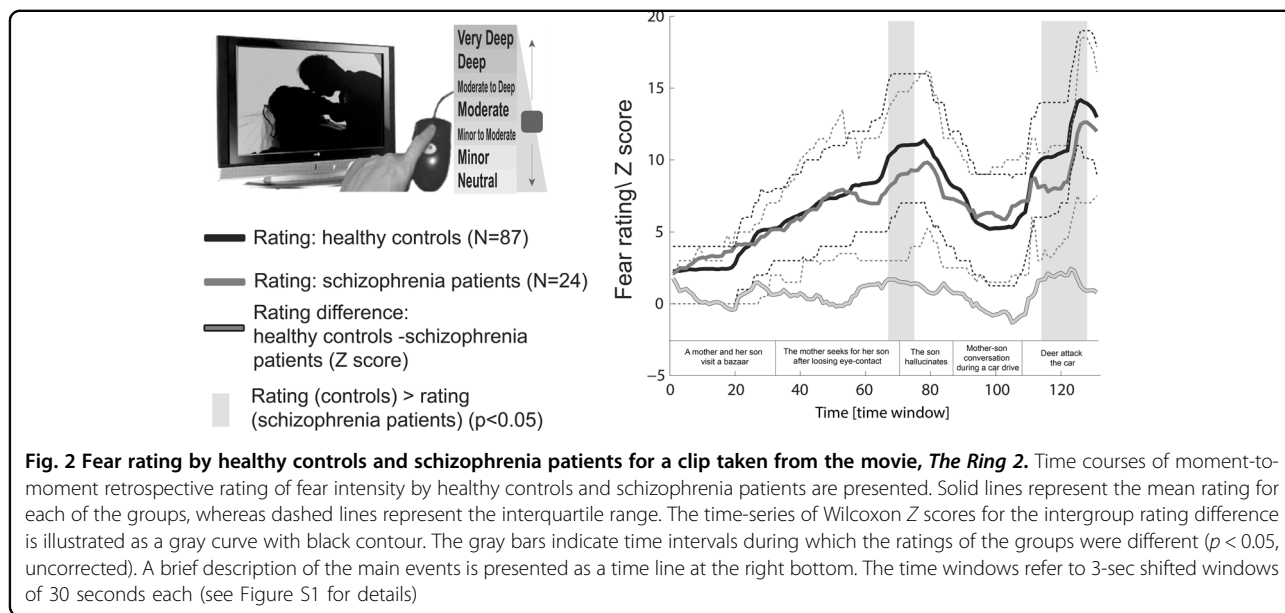 Very Deep
Deep
Moderate to Deep
Moderate
Minor to Moderate
Minor
Neutral
Rating: healthy controls (N=87)
Rating: schizophrenia patients (N=24)
Rating difference:
healthy controls -schizophrenia
patients (Z score)
Rating (controls) > rating
(schizophrenia patients) (p<0.05)
Fear rating\ Z score
20
15
10
5
0
−5
A mother and her son
visit a bazaar
The mother seeks for her son
after loosing eye-contact
The son
hallucinates
Mother-son
conversation
during a car drive
Deer attack
the car
0 20 40 60 80 100 120
Time [time window]
Fig. 2 Fear rating by healthy controls and schizophrenia patients for a clip taken from the movie, The Ring 2. Time courses of moment-to-
moment retrospective rating of fear intensity by healthy controls and schizophrenia patients are presented. Solid lines represent the mean rating for
each of the groups, whereas dashed lines represent the interquartile range. The time-series of Wilcoxon Z scores for the intergroup rating difference
is illustrated as a gray curve with black contour. The gray bars indicate time intervals during which the ratings of the groups were different (p < 0.05,
uncorrected). A brief description of the main events is presented as a time line at the right bottom. The time windows refer to 3-sec shifted windows
of 30 seconds each (see Figure S1 for details)